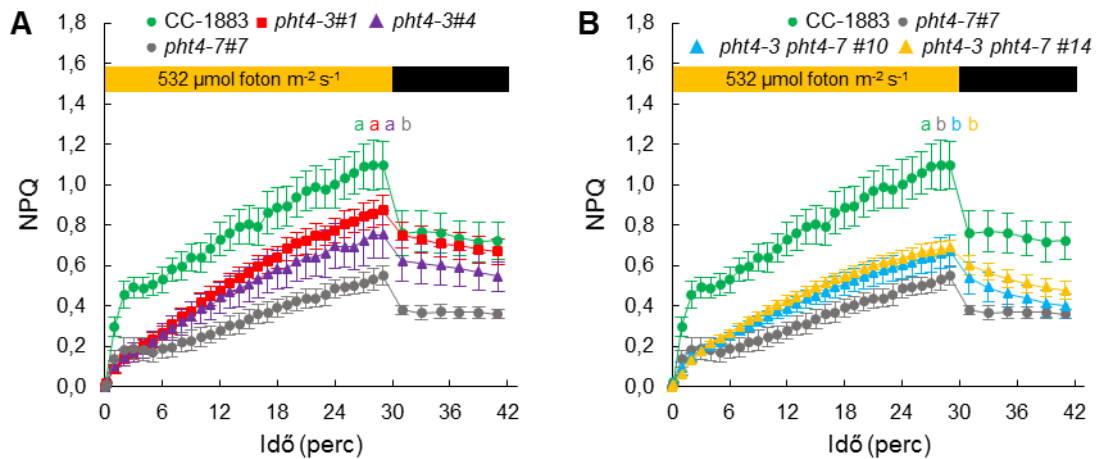 A
CC-1883 pht4-3#1 pht4-3#4
pht4-7#7
532 µmol foton m-2 s-1
a a a b
NPQ
1,8
1,6
1,4
1,2
1,0
0,8
0,6
0,4
0,2
0,0
0 6 12 18 24 30 36 42
Idő (perc)
B
CC-1883 pht4-7#7
pht4-3 pht4-7 #10 pht4-3 pht4-7 #14
532 µmol foton m-2 s-1
a b b b
NPQ
1,8
1,6
1,4
1,2
1,0
0,8
0,6
0,4
0,2
0,0
0 6 12 18 24 30 36 42
Idő (perc)